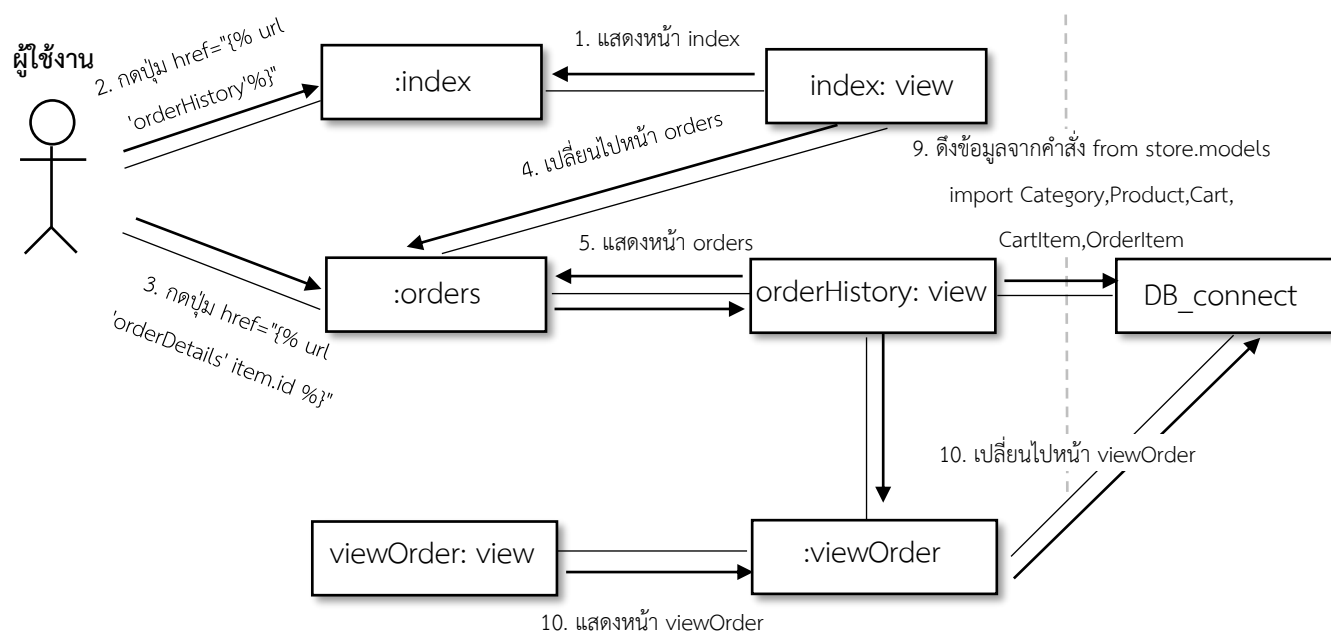 ผู้ใช้งาน
2. กดปุ่ม href="{% url
'orderHistory'%}"
:index
1. แสดงหน้า index
index: view
4. เปลี่ยนไปหน้า orders
9. ดึงข้อมูลจากคำสั่ง from store.models
import Category,Product,Cart,
CartItem,OrderItem
3. กดปุ่ม href="{% url
'orderDetails' item.id %}"
:orders
5. แสดงหน้า orders
orderHistory: view
DB_connect
10. เปลี่ยนไปหน้า viewOrder
viewOrder: view
:viewOrder
10. แสดงหน้า viewOrder